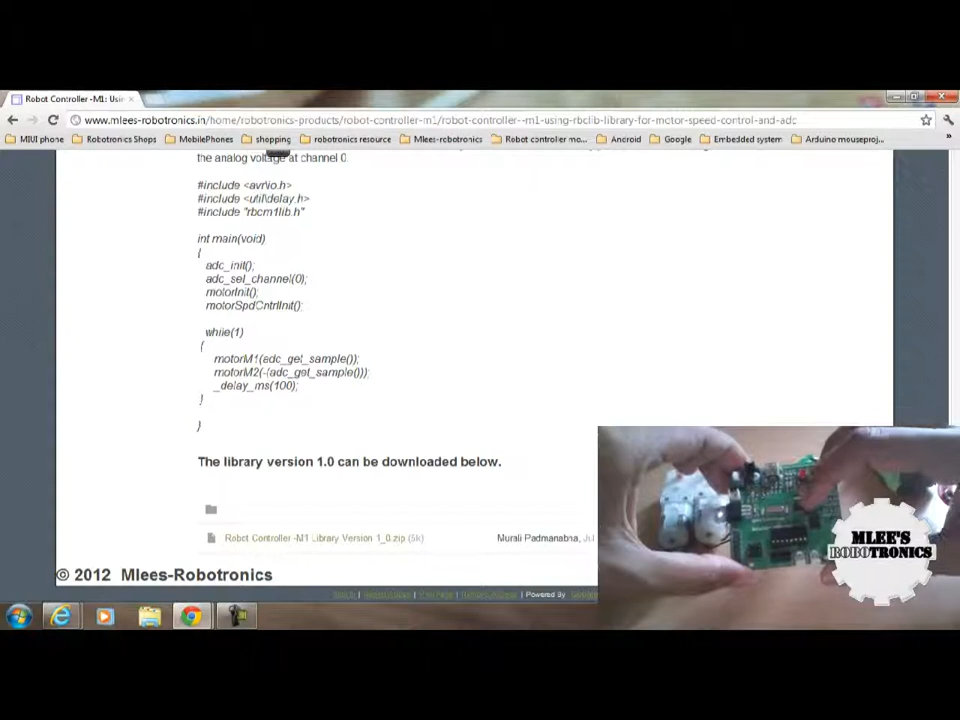 Robot Controller -M1: Usin
www.mlees-robotronics.in/home/robotronics-products/robot-controller-m1/robot-controller--m1-using-rbclib-library-for-motor-speed-control-and-adc
MIUI phone Robotronics Shops MobilePhones shopping robotronics resource Mlees-robotronics Robot controller mo... Android Google Embedded system Arduino mouseproj... »
the analog voltage at channel 0.
#include <avr\io.h>
#include <util\delay.h>
#include "rbcm1lib.h"
int main(void)
{
adc_init();
adc_sel_channel(0);
motorInit();
motorSpdCntrlInit();
while(1)
{
motorM1(adc_get_sample());
motorM2(-(adc_get_sample()));
_delay_ms(100);
}
}
The library version 1.0 can be downloaded below.
Robot Controller -M1 Library Version 1_0.zip (5k)
Murali Padmanabna,
© 2012 Mlees-Robotronics
Powered By
MLEE'S
ROBOTRONICS